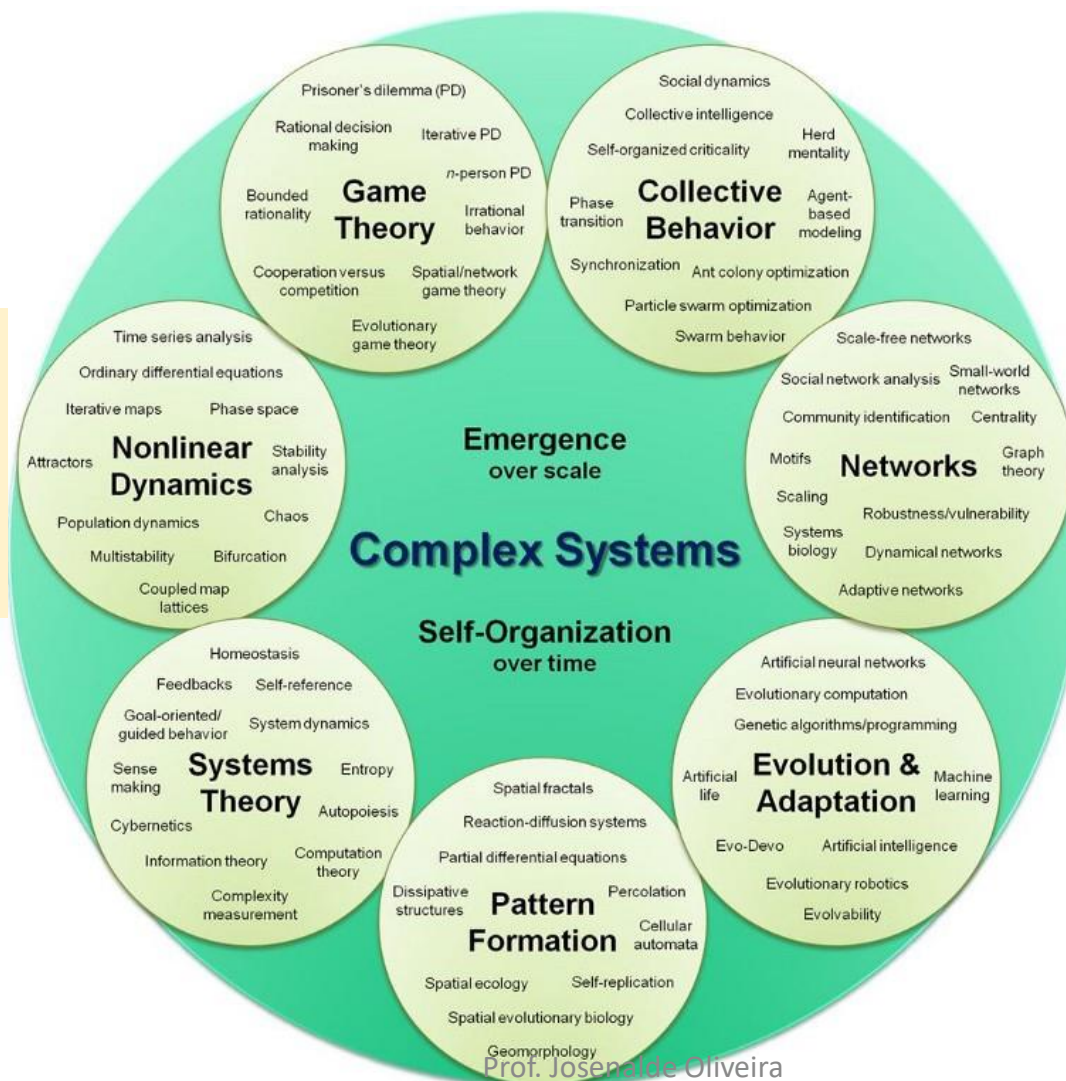 Prisoner's dilemma (PD)
Rational decision
making
Iterative PD
n-person PD
Bounded
rationality
Game
Theory
Irrational
behavior
Cooperation versus
competition
Spatial/network
game theory
Evolutionary
game theory
Social dynamics
Collective intelligence
Herd
mentality
Self-organized criticality
Phase
transition
Collective
Behavior
Agent-
based
modeling
Synchronization
Ant colony optimization
Particle swarm optimization
Swarm behavior
Time series analysis
Ordinary differential equations
Iterative maps
Phase space
Attractors
Nonlinear
Dynamics
Stability
analysis
Population dynamics
Chaos
Multistability
Bifurcation
Coupled map
lattices
Emergence
over scale
Complex Systems
Self-Organization
over time
Scale-free networks
Social network analysis
Small-world
networks
Community identification
Centrality
Motifs
Networks
Graph
theory
Scaling
Robustness/vulnerability
Systems
biology
Dynamical networks
Adaptive networks
Homeostasis
Feedbacks
Self-reference
Goal-oriented/
guided behavior
System dynamics
Sense
making
Systems
Theory
Entropy
Autopoiesis
Cybernetics
Information theory
Computation
theory
Complexity
measurement
Artificial neural networks
Evolutionary computation
Genetic algorithms/programming
Artificial
life
Evolution &
Adaptation
Machine
learning
Evo-Devo
Artificial intelligence
Evolutionary robotics
Evolvability
Spatial fractals
Reaction-diffusion systems
Partial differential equations
Dissipative
structures
Pattern
Formation
Percolation
Cellular
automata
Spatial ecology
Self-replication
Spatial evolutionary biology
Geomorphology
Prof. Josenalde Oliveira